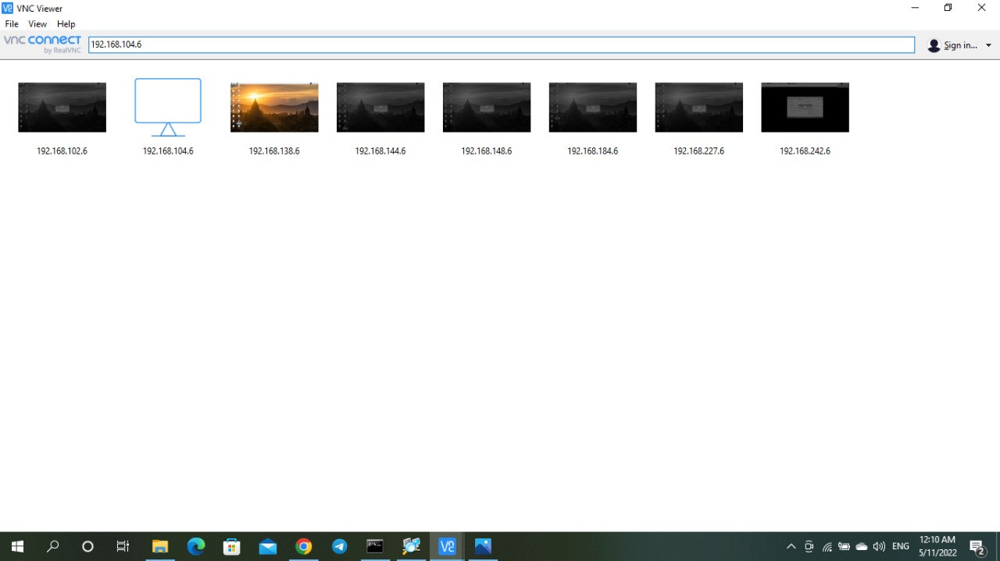 VNC Viewer
File View Help
vnc connect
by RealVNC
192.168.104.6
Sign in...
192.168.102.6
192.168.104.6
192.168.138.6
192.168.144.6
192.168.148.6
192.168.184.6
192.168.227.6
192.168.242.6
ENG
12:10 AM
5/11/2022
2